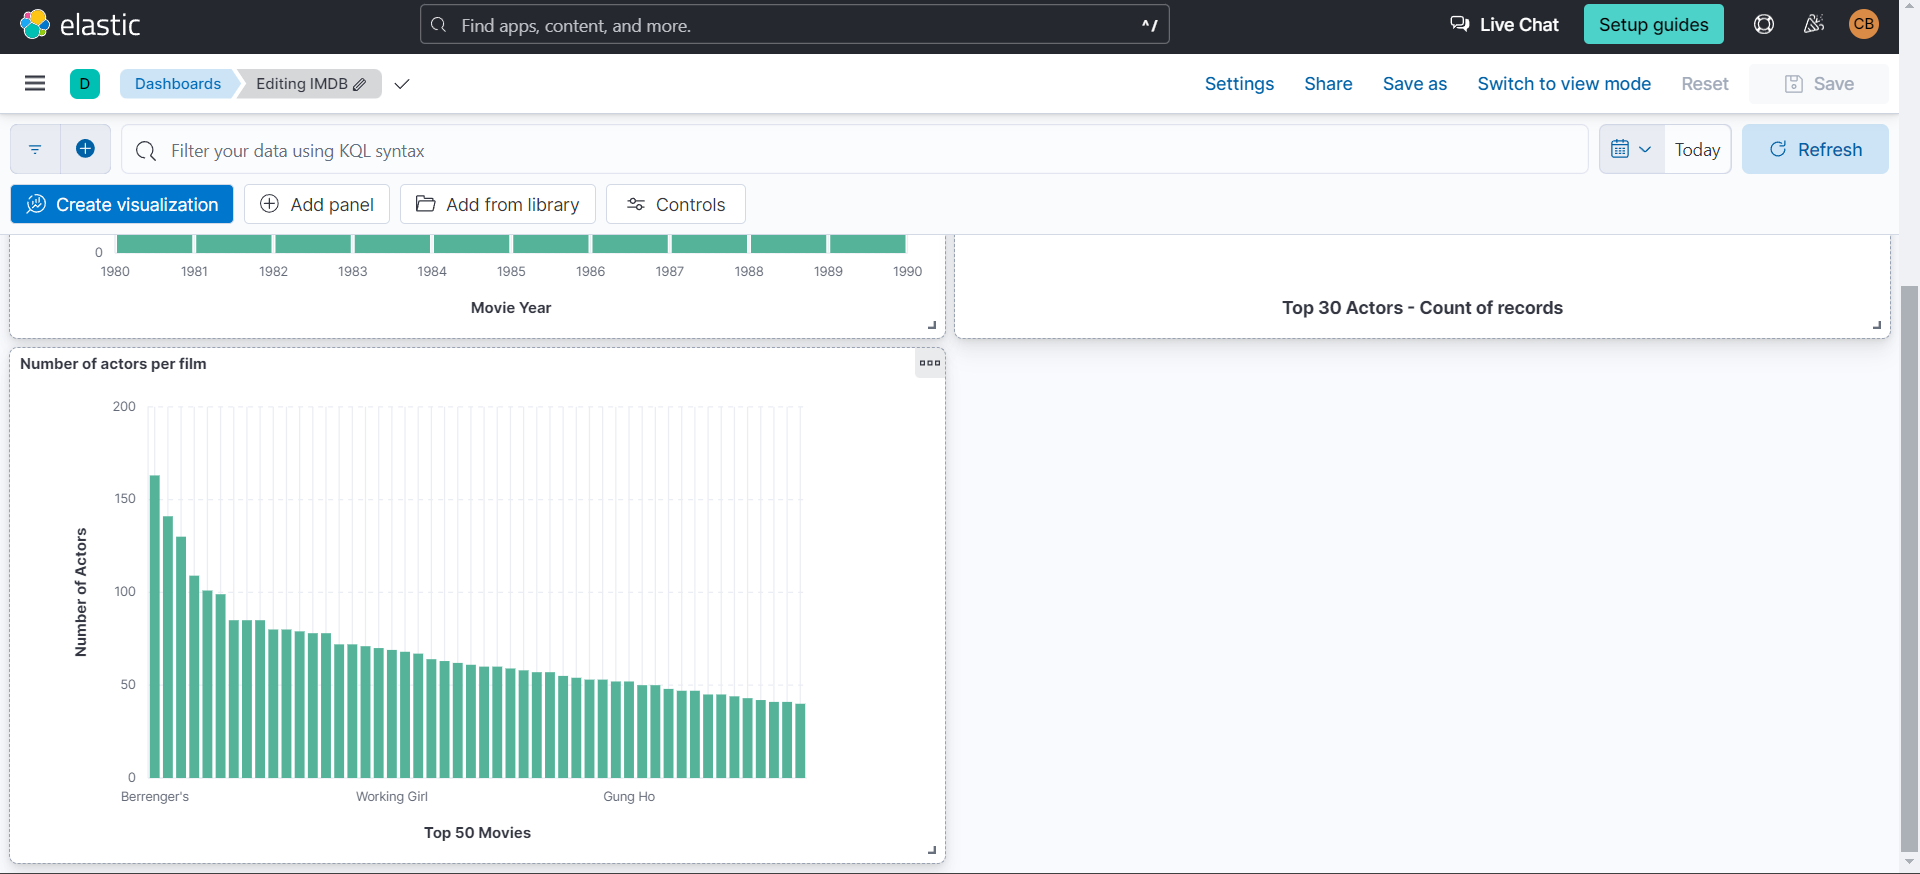 elastic
Find apps, content, and more.
^/
Live Chat
Setup guides
CB
D
Dashboards
Editing IMDB
Settings
Share
Save as
Switch to view mode
Reset
Save
Filter your data using KQL syntax
Today
Refresh
Create visualization
Add panel
Add from library
Controls
0
1980 1981 1982 1983 1984 1985 1986 1987 1988 1989 1990
Movie Year
Top 30 Actors - Count of records
Number of actors per film
200
150
100
50
0
Number of Actors
Berrenger's
Working Girl
Gung Ho
Top 50 Movies